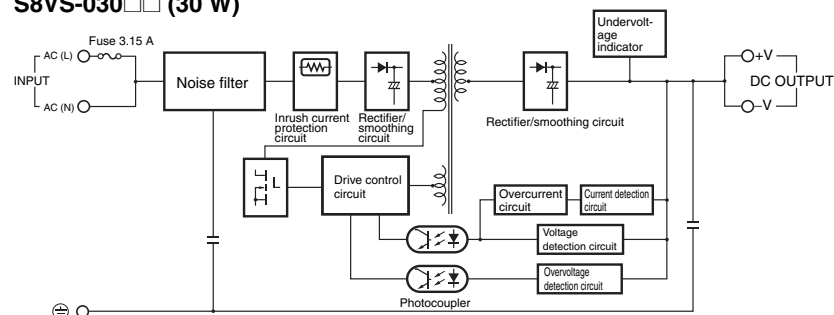 S8VS-030□□ (30 W)
Undervolt-
age
indicator
Fuse 3.15 A
AC (L)
INPUT
AC (N)
Noise filter
+V
DC OUTPUT
–V
Inrush current
protection
circuit
Rectifier/
smoothing
circuit
Rectifier/smoothing circuit
Drive control
circuit
Overcurrent
circuit
Current detection
circuit
Voltage
detection circuit
Overvoltage
detection circuit
Photocoupler